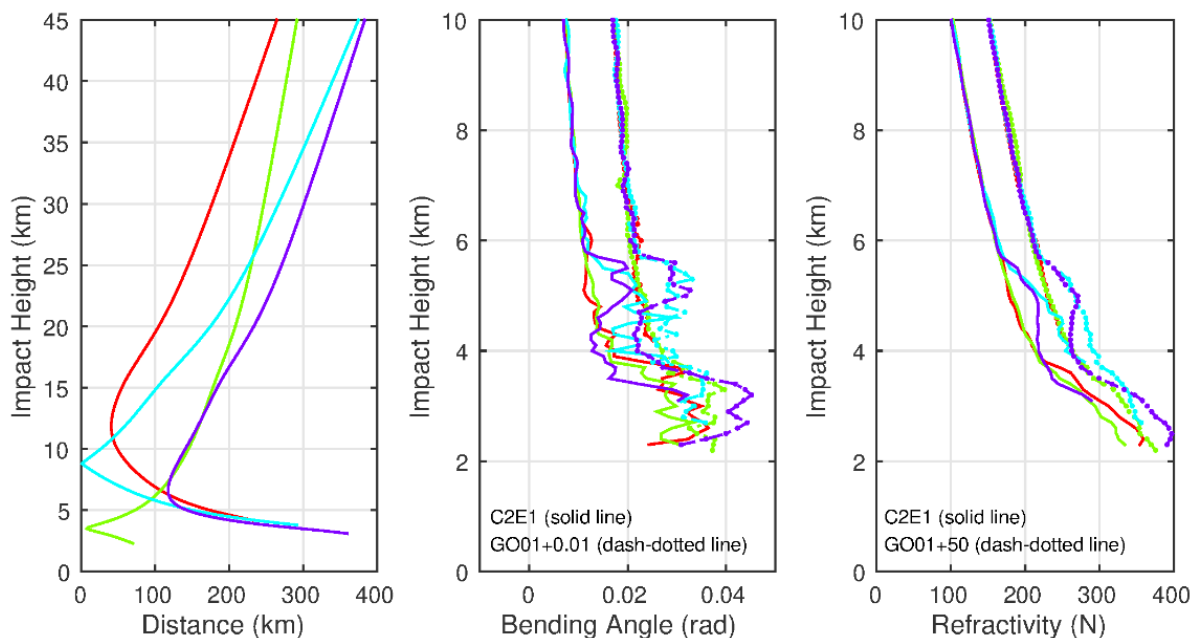 45
40
35
30
25
20
15
10
5
0
Impact Height (km)
0 100 200 300 400
Distance (km)
10
8
6
4
2
0
Impact Height (km)
C2E1 (solid line)
GO01+0.01 (dash-dotted line)
0 0.02 0.04
Bending Angle (rad)
10
8
6
4
2
0
Impact Height (km)
C2E1 (solid line)
GO01+50 (dash-dotted line)
0 100 200 300 400
Refractivity (N)